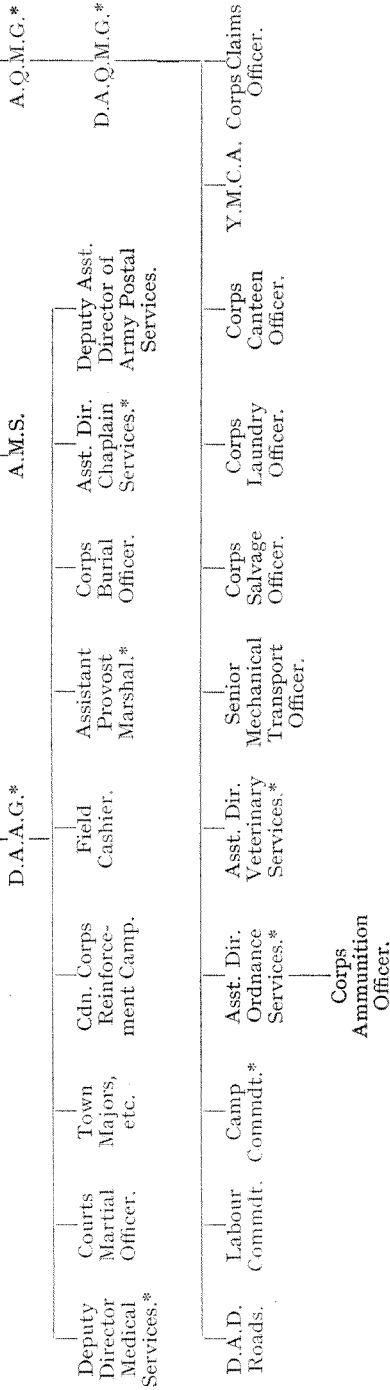 D.A.A.G.*
A.M.S.
A.Q.M.G.*
D.A.Q.M.G.*
Deputy
Director
Medical
Services.*
Courts
Martial
Officer.
Town
Majors,
etc.
Cdn. Corps
Reinforce-
ment Camp.
Field
Cashier.
Assistant
Provost
Marshal.*
Corps
Burial
Officer.
Asst. Dir.
Chaplain
Services.*
Deputy Asst.
Director of
Army Postal
Services.
D.A.D.
Roads.
Labour
Commdt.
Camp
Commdt.*
Asst. Dir.
Ordnance
Services.*
Corps
Ammunition
Officer.
Asst. Dir.
Veterinary
Services.*
Senior
Mechanical
Transport
Officer.
Corps
Salvage
Officer.
Corps
Laundry
Officer.
Corps
Canteen
Officer.
Y.M.C.A.
Corps Claims
Officer.